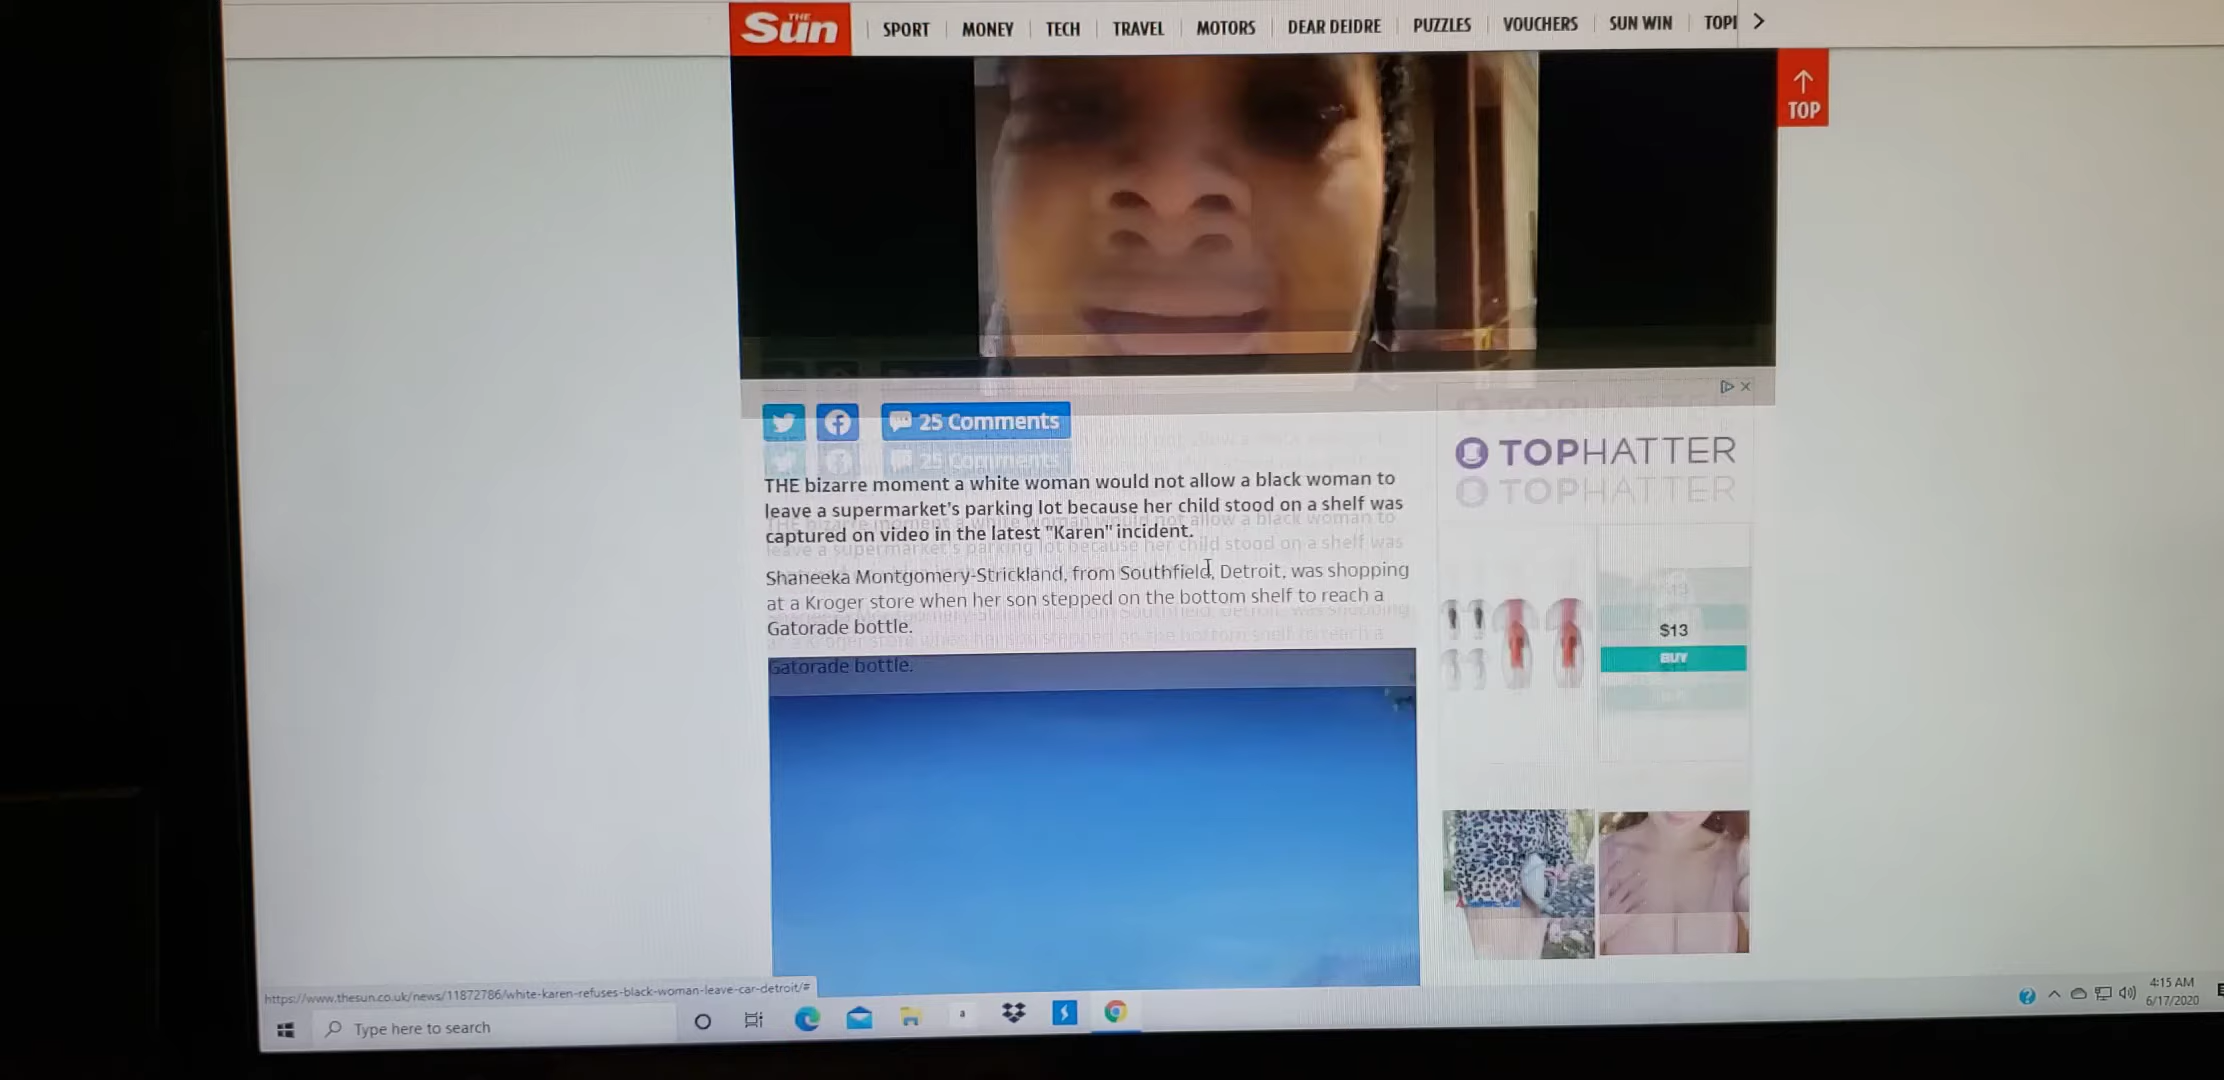 THE
Sun
SPORT
MONEY
TECH
TRAVEL
MOTORS
DEAR DEIDRE
PUZZLES
VOUCHERS
SUN WIN
TOPI
TOP
25 Comments
25 Comments
TOPHATTER
TOPHATTER
THE bizarre moment a white woman would not allow a black woman to
leave a supermarket's parking lot because her child stood on a shelf was
captured on video in the latest "Karen" incident.
Shaneeka Montgomery-Strickland, from Southfield, Detroit, was shopping
at a Kroger store when her son stepped on the bottom shelf to reach a
Gatorade bottle.
Gatorade bottle.
$13
BUY
https://www.thesun.co.uk/news/11872786/white-karen-refuses-black-woman-leave-car-detroit/#
Type here to search
a
4:15 AM
6/17/2020